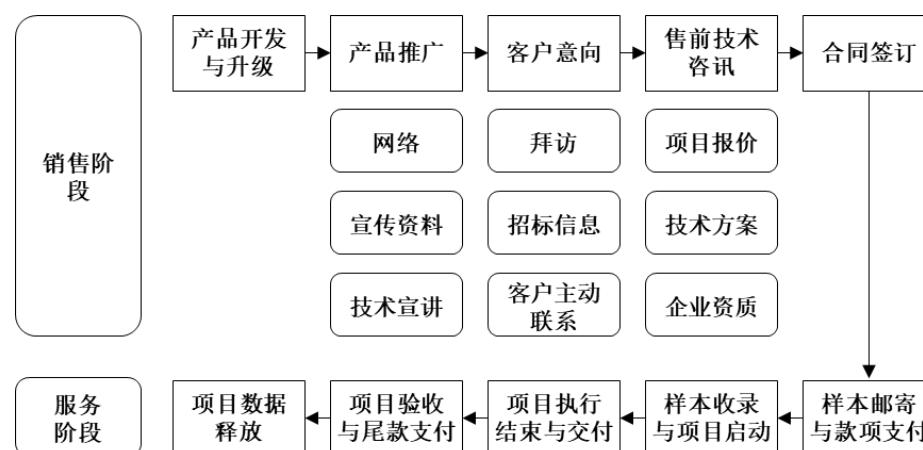 产品开发
与升级
产品推广
客户意向
售前技术
咨讯
合同签订
销售阶
段
网络
拜访
项目报价
宣传资料
招标信息
技术方案
技术宣讲
客户主动
联系
企业资质
服务
阶段
项目数据
释放
项目验收
与尾款支付
项目执行
结束与交付
样本收录
与项目启动
样本邮寄
与款项支付